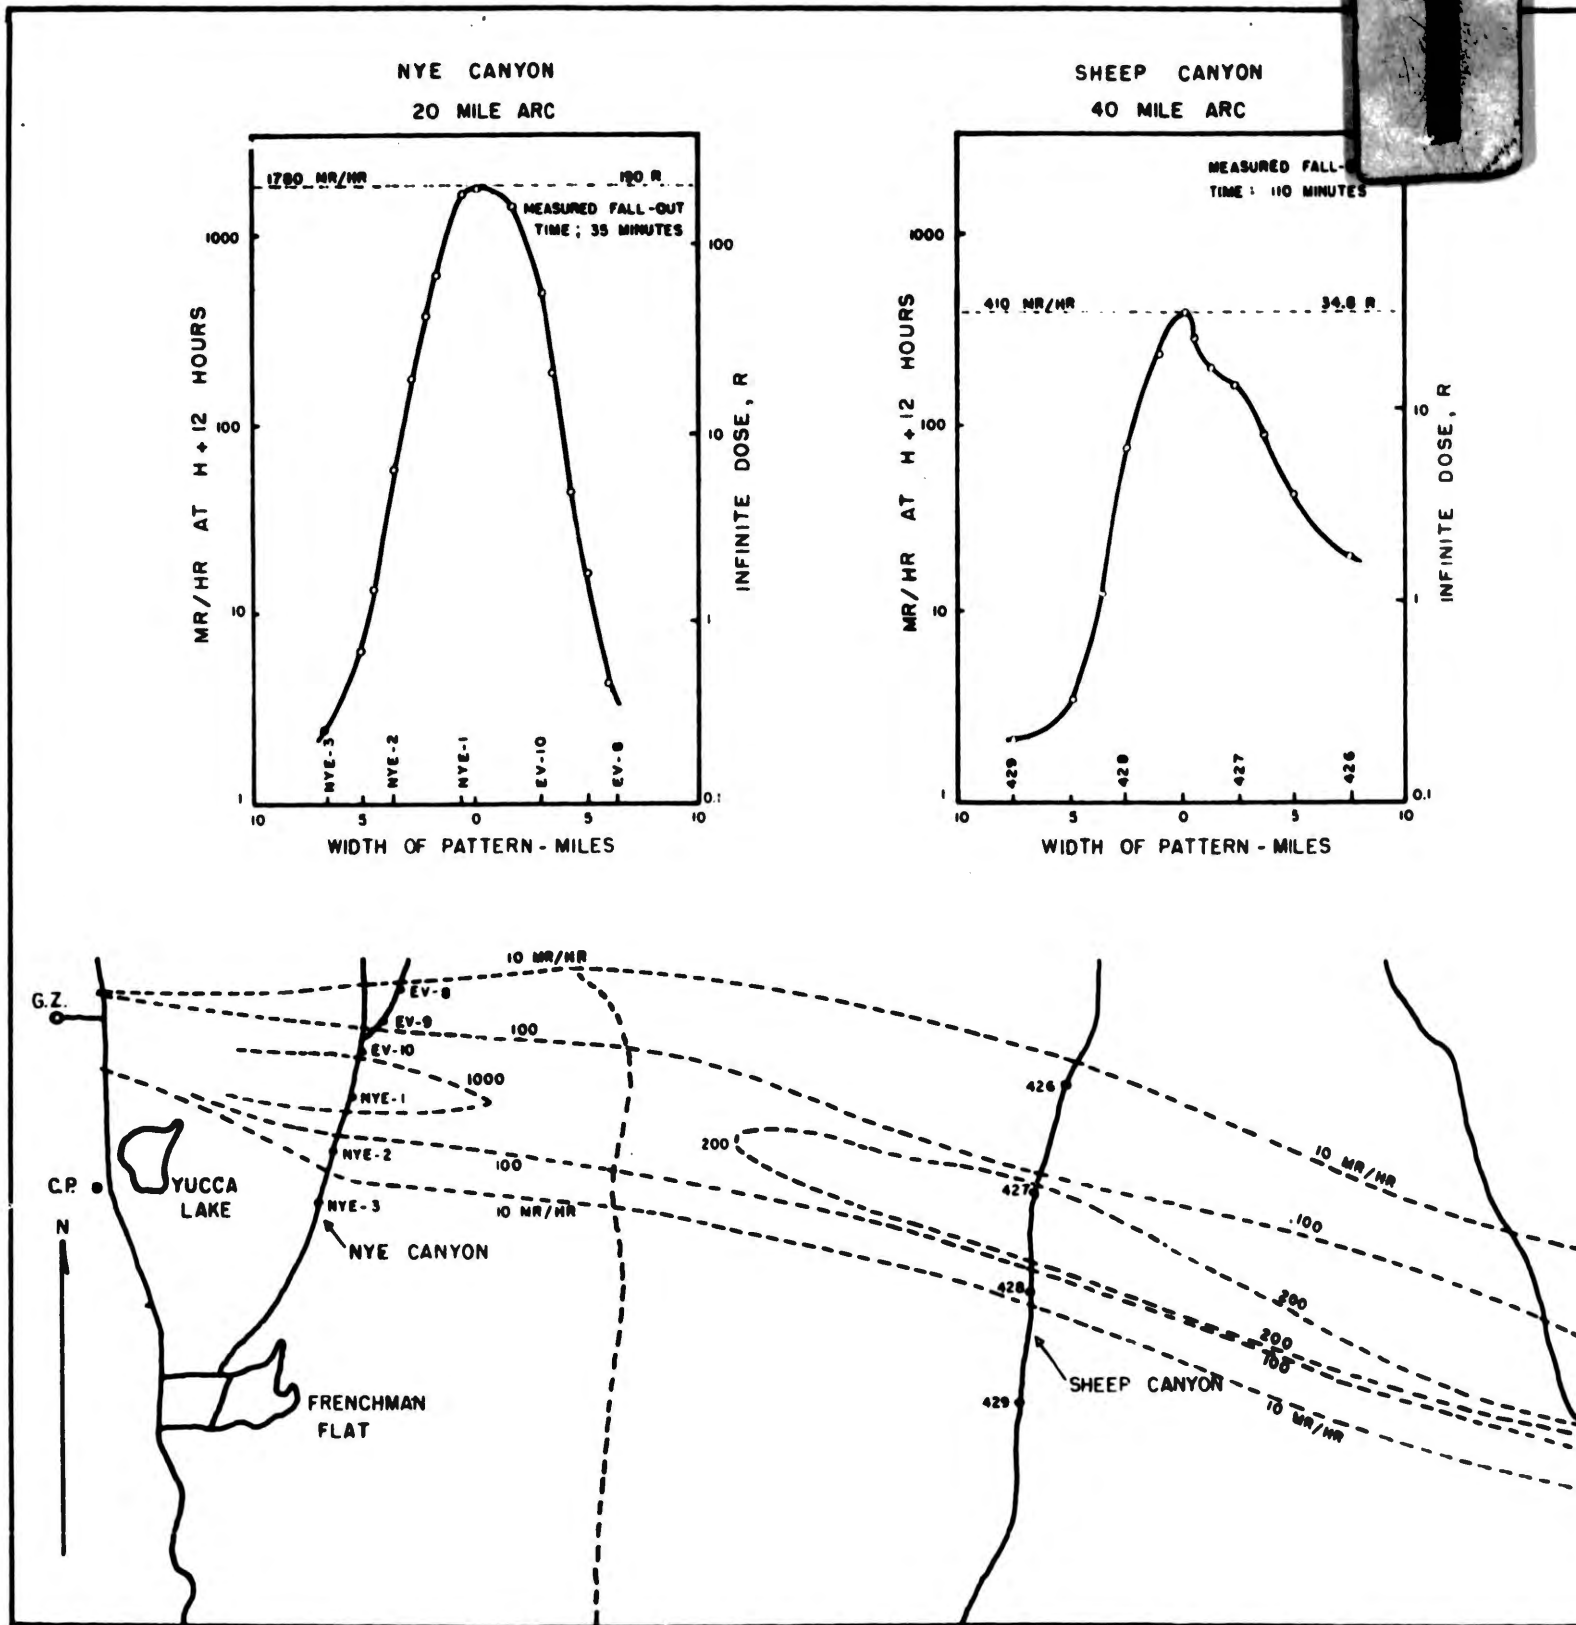 NYE CANYON
20 MILE ARC
1780 MR/HR
190 R
MEASURED FALL-OUT
TIME; 35 MINUTES
1000
100
10
1
100
10
1
0.1
MR/HR AT H + 12 HOURS
INFINITE DOSE, R
NYE-3
NYE-2
NYE-1
EV-10
EV-8
10 5 0 5 10
WIDTH OF PATTERN - MILES
SHEEP CANYON
40 MILE ARC
MEASURED FALL-
TIME: 110 MINUTES
410 MR/HR
34.8 R
1000
100
10
1
10
1
0.1
MR/HR AT H + 12 HOURS
INFINITE DOSE, R
429
428
427
426
10 5 0 5 10
WIDTH OF PATTERN - MILES
G.Z.
10 MR/HR
EV-8
EV-9
100
EV-10
1000
NYE-1
NYE-2
100
NYE-3
10 MR/HR
NYE CANYON
C.P.
YUCCA
LAKE
N
FRENCHMAN
FLAT
426
200
427
10 MR/HR
.100
428
200
200
100
SHEEP CANYON
429
10 MR/HR